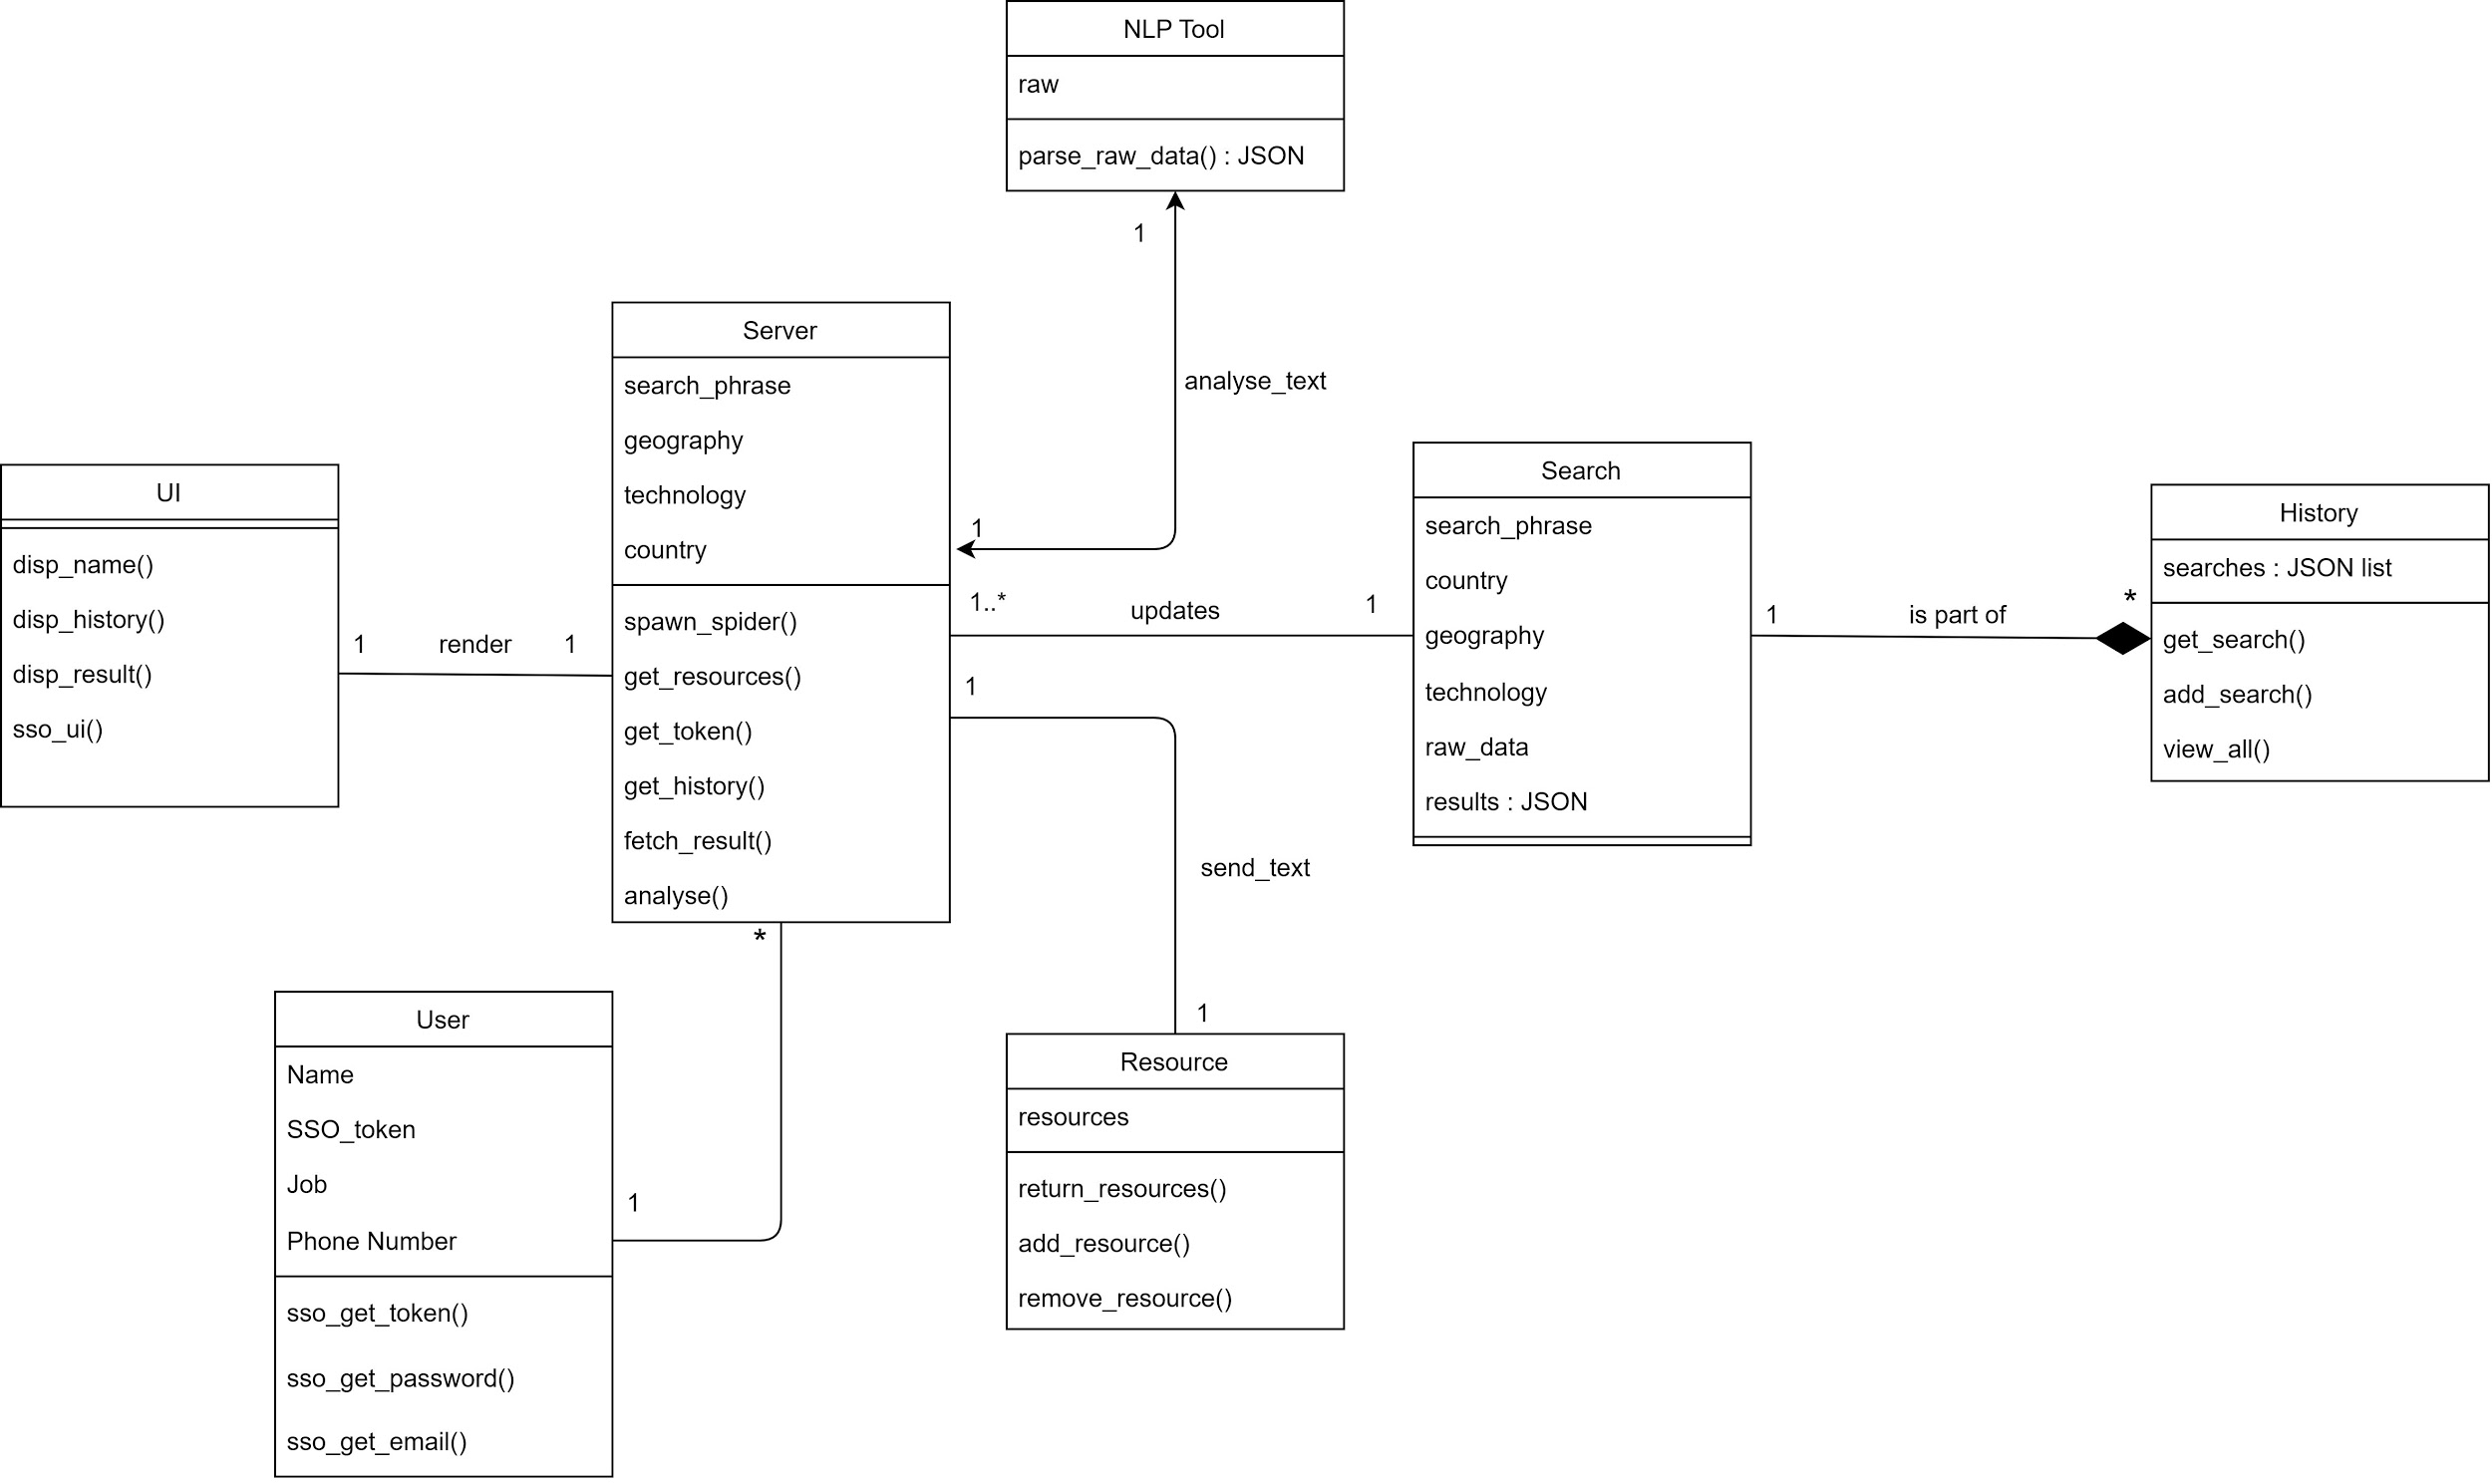 NLP Tool
raw
parse_raw_data() : JSON
1
analyse_text
1
Server
search_phrase
geography
technology
country
spawn_spider()
get_resources()
get_token()
get_history()
fetch_result()
analyse()
UI
disp_name()
disp_history()
disp_result()
sso_ui()
1
render
1
1..*
updates
1
Search
search_phrase
country
geography
technology
raw_data
results : JSON
1
is part of
*
History
searches : JSON list
get_search()
add_search()
view_all()
1
send_text
1
*
1
User
Name
SSO_token
Job
Phone Number
sso_get_token()
sso_get_password()
sso_get_email()
Resource
resources
return_resources()
add_resource()
remove_resource()